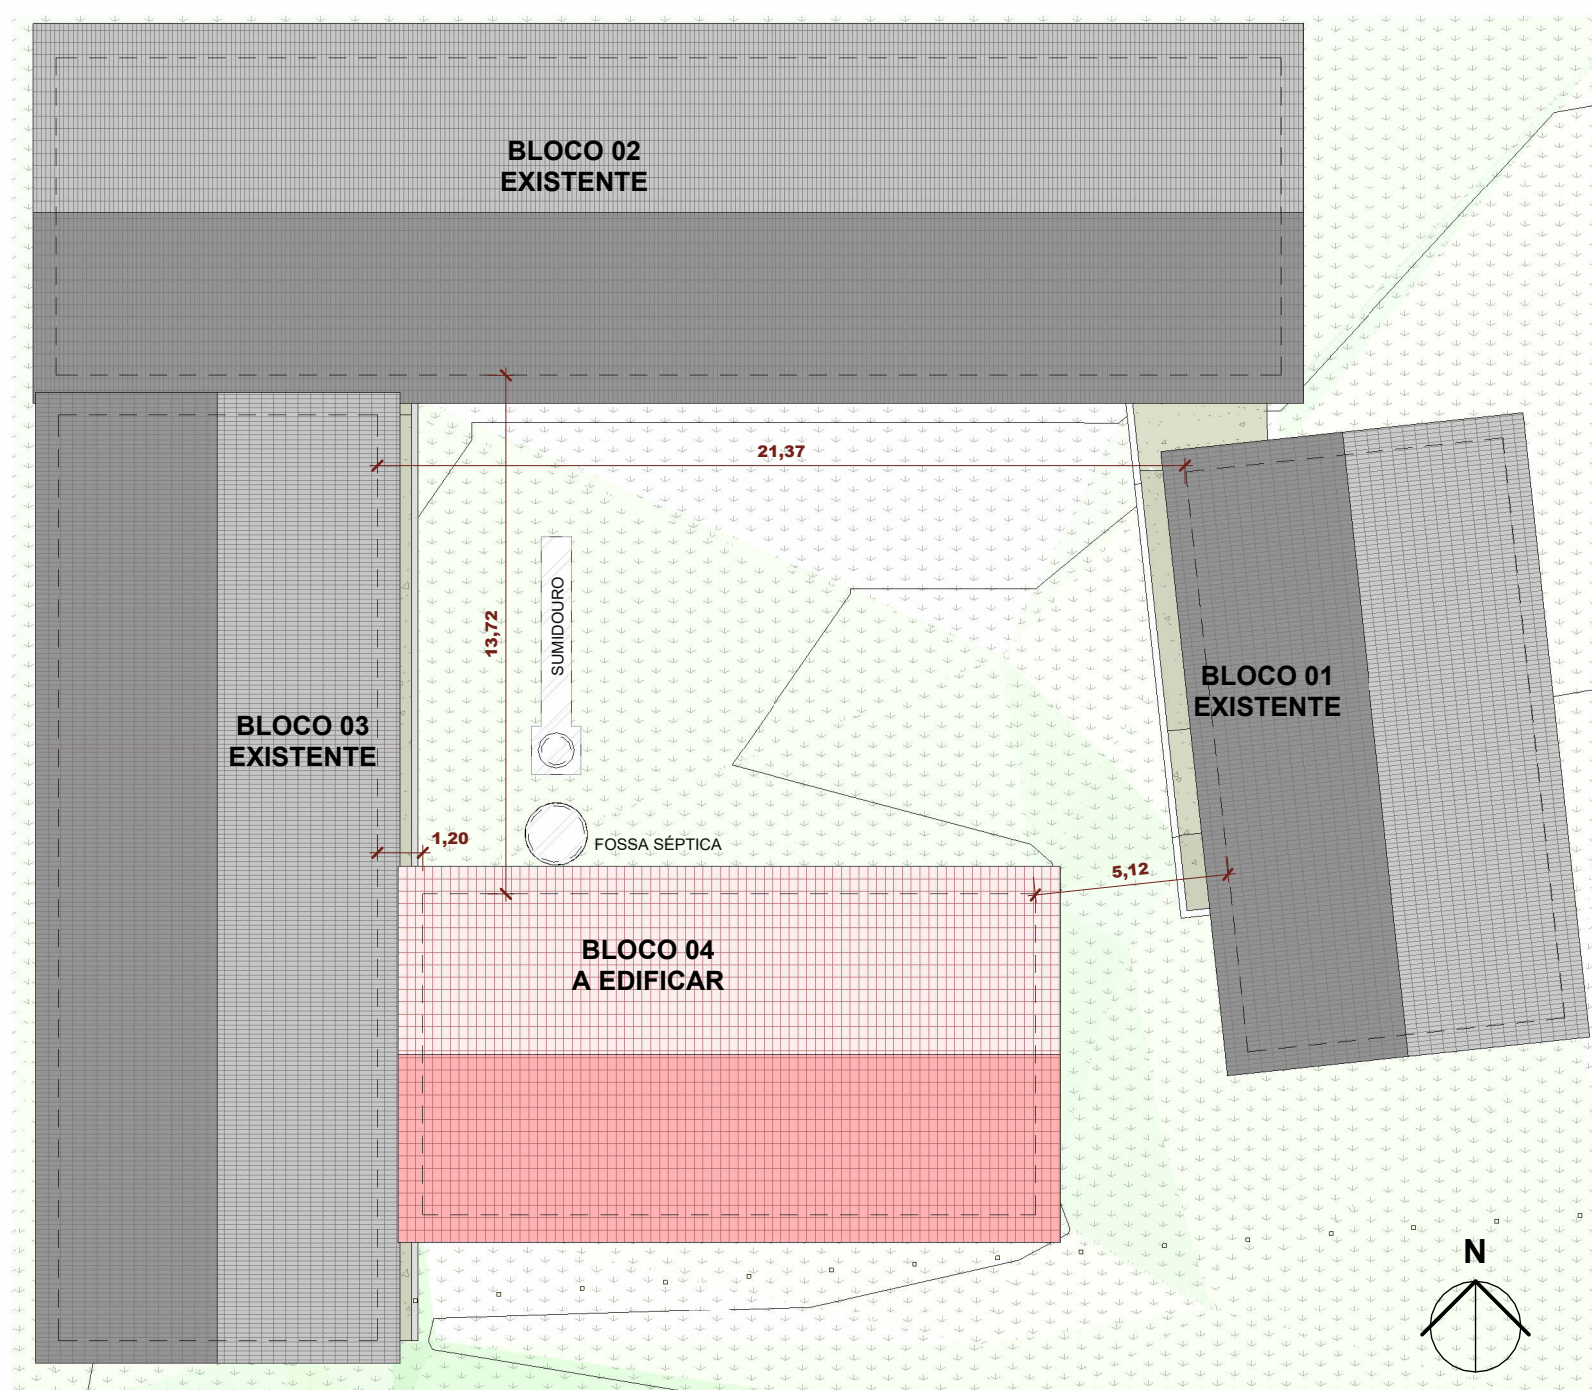 BLOCO 02
EXISTENTE
21,37
SUMIDOURO
13,72
BLOCO 01
EXISTENTE
BLOCO 03
EXISTENTE
1,20
FOSSA SÉPTICA
5,12
BLOCO 04
A EDIFICAR
N